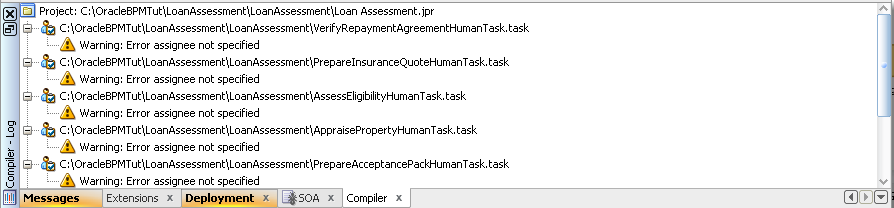 Project: C:\OracleBPMTut\LoanAssessment\LoanAssessment\Loan Assessment.jpr
C:\OracleBPMTut\LoanAssessment\LoanAssessment\VerifyRepaymentAgreementHumanTask.task
Warning: Error assignee not specified
C:\OracleBPMTut\LoanAssessment\LoanAssessment\PrepareInsuranceQuoteHumanTask.task
Warning: Error assignee not specified
C:\OracleBPMTut\LoanAssessment\LoanAssessment\AssessEligibilityHumanTask.task
Warning: Error assignee not specified
C:\OracleBPMTut\LoanAssessment\LoanAssessment\AppraisePropertyHumanTask.task
Warning: Error assignee not specified
C:\OracleBPMTut\LoanAssessment\LoanAssessment\PrepareAcceptancePackHumanTask.task
Warning: Error assignee not specified
Compiler - Log
Messages Extensions x Deployment x SOA x Compiler x